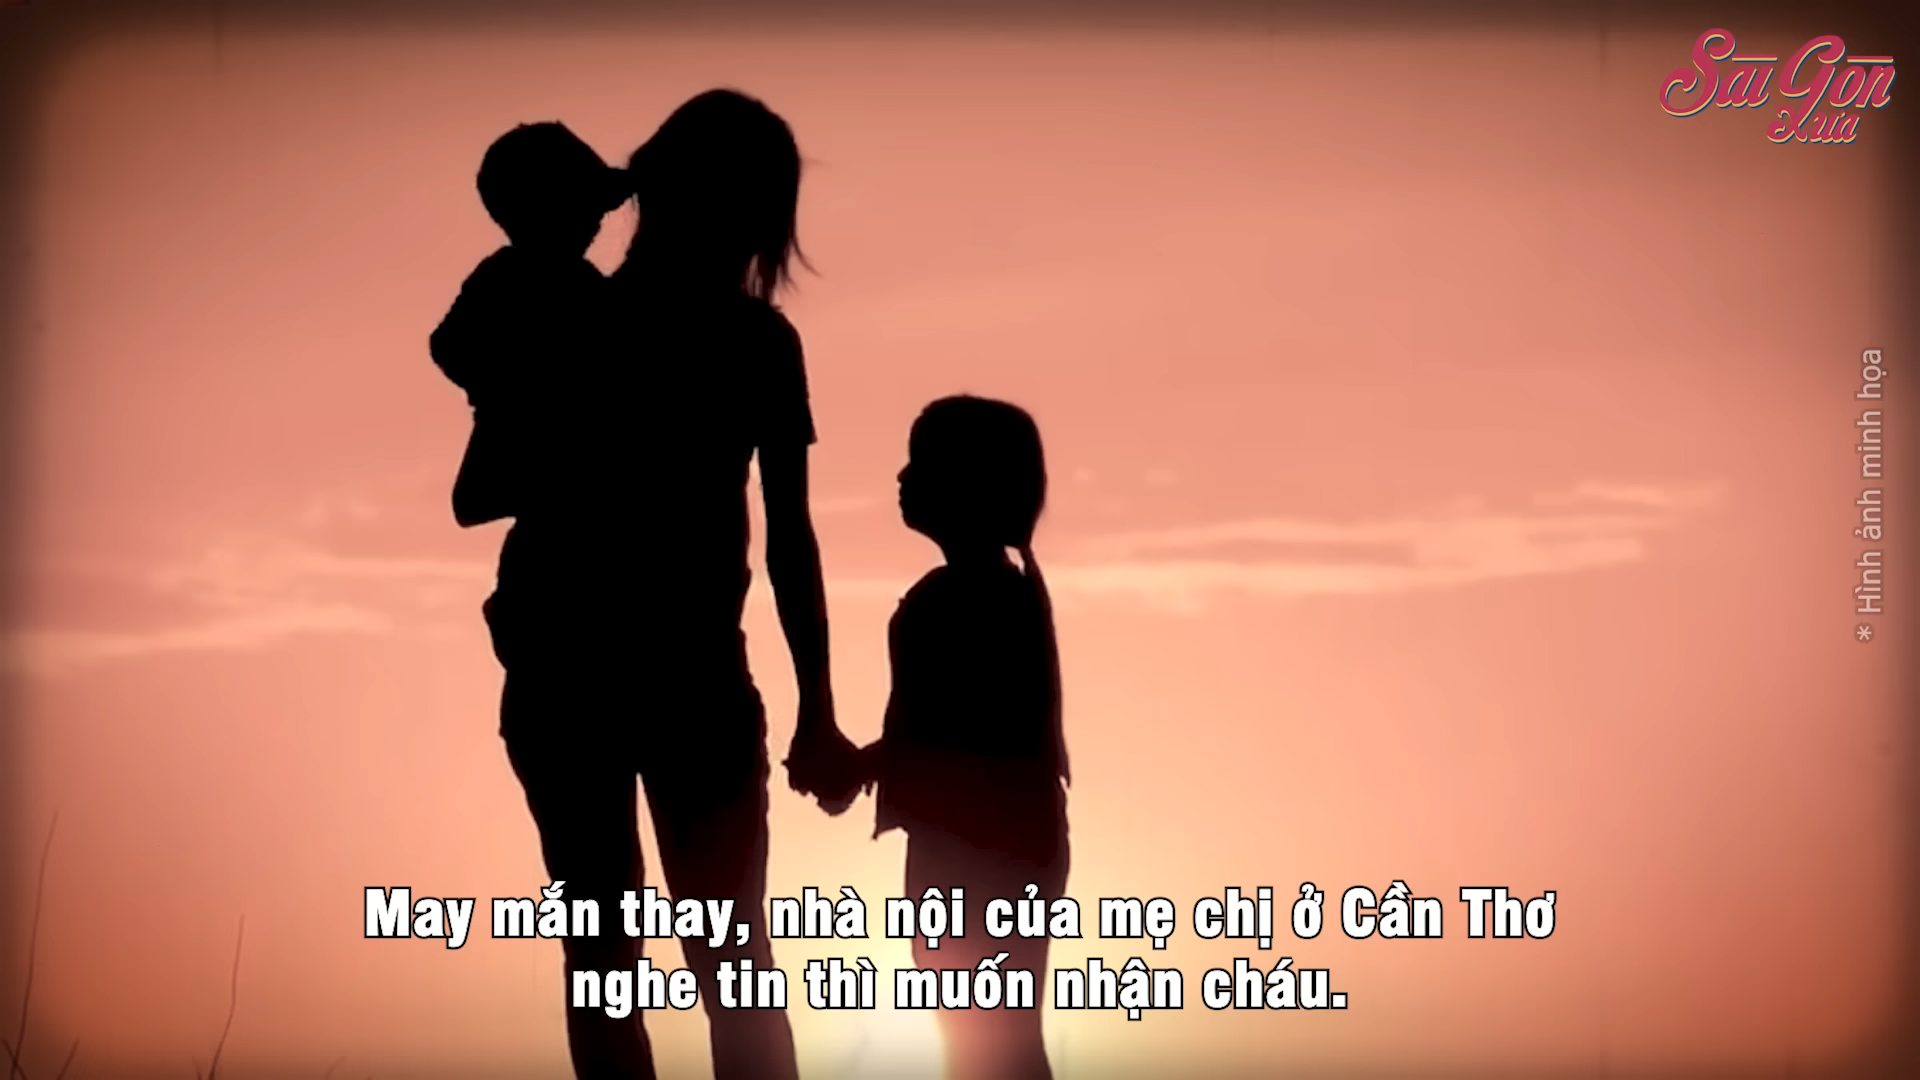 Sài Gòn
Xưa
* Hình ảnh minh họa
May mắn thay, nhà nội của mẹ chị ở Cần Thơ
nghe tin thì muốn nhận cháu.